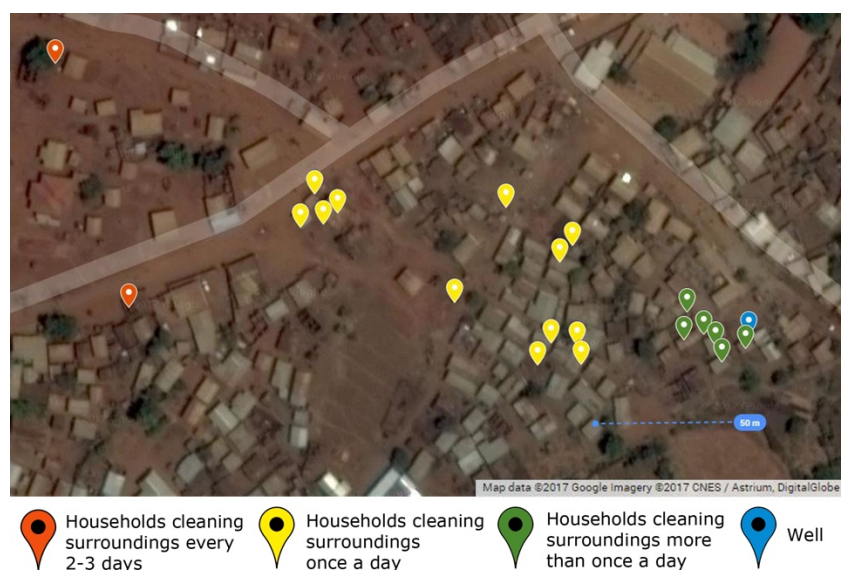 50 m
Map data ©2017 Google Imagery ©2017 CNES / Astrium, DigitalGlobe
Households cleaning
surroundings every
2-3 days
Households cleaning
surroundings
once a day
Households cleaning
surroundings more
than once a day
Well